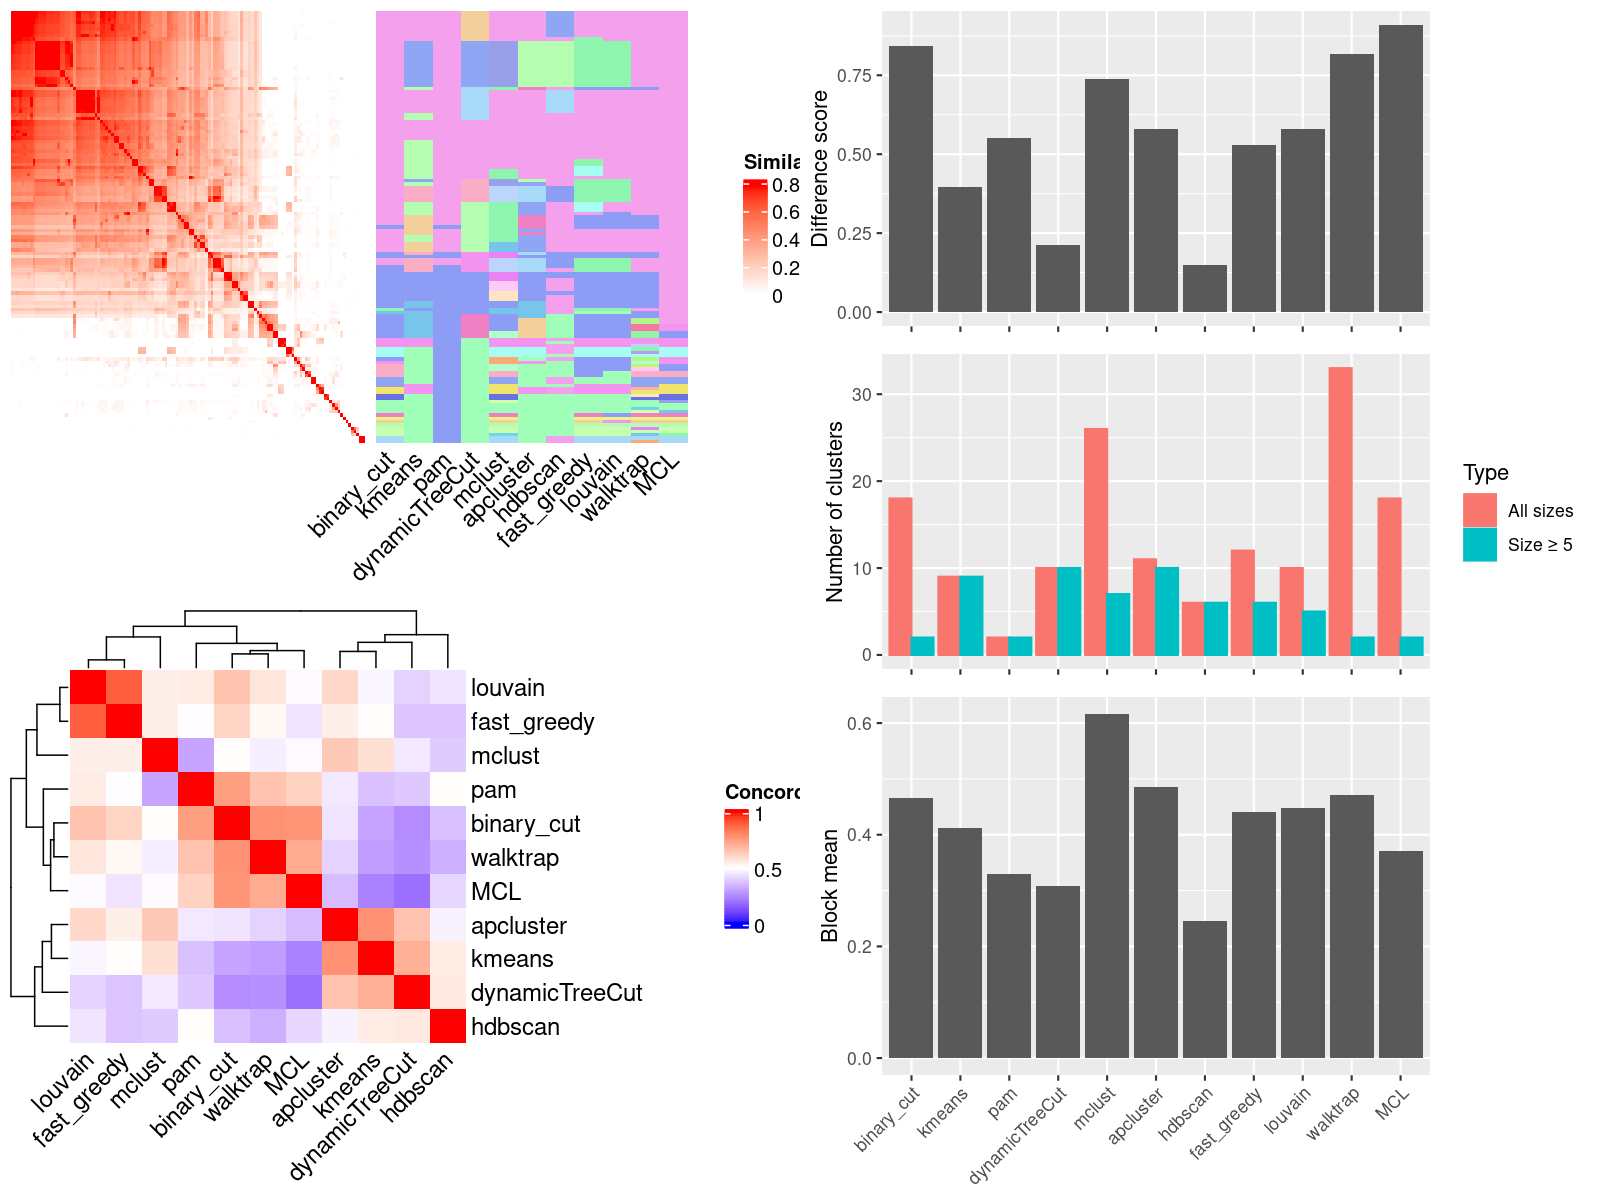 Simila
0.8
0.6
0.4
0.2
0
binary_cut
kmeans
pam
dynamicTreeCut
mclust
apcluster
hdbscan
fast_greedy
louvain
walktrap
MCL
louvain
fast_greedy
mclust
pam
binary_cut
walktrap
MCL
apcluster
kmeans
dynamicTreeCut
hdbscan
Concord
1
0.5
0
louvain
fast_greedy
mclust
pam
binary_cut
walktrap
MCL
apcluster
kmeans
dynamicTreeCut
hdbscan
Difference score
0.75
0.50
0.25
0.00
Number of clusters
30
20
10
0
Type
All sizes
Size ≥ 5
Block mean
0.6
0.4
0.2
0.0
binary_cut
kmeans
pam
dynamicTreeCut
mclust
apcluster
hdbscan
fast_greedy
louvain
walktrap
MCL